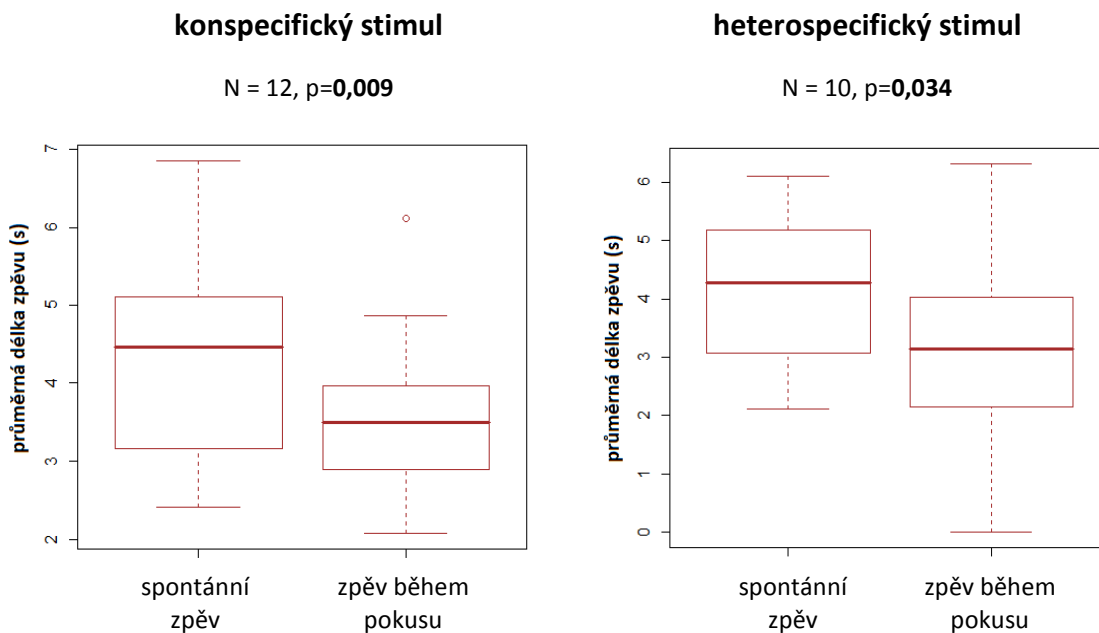 konspecifický stimul
N = 12, p=0,009
průměrná délka zpěvu (s)
7
6
5
4
3
2
spontánní
zpěv
zpěv během
pokusu
heterospecifický stimul
N = 10, p=0,034
průměrná délka zpěvu (s)
6
5
4
3
2
1
0
spontánní
zpěv
zpěv během
pokusu